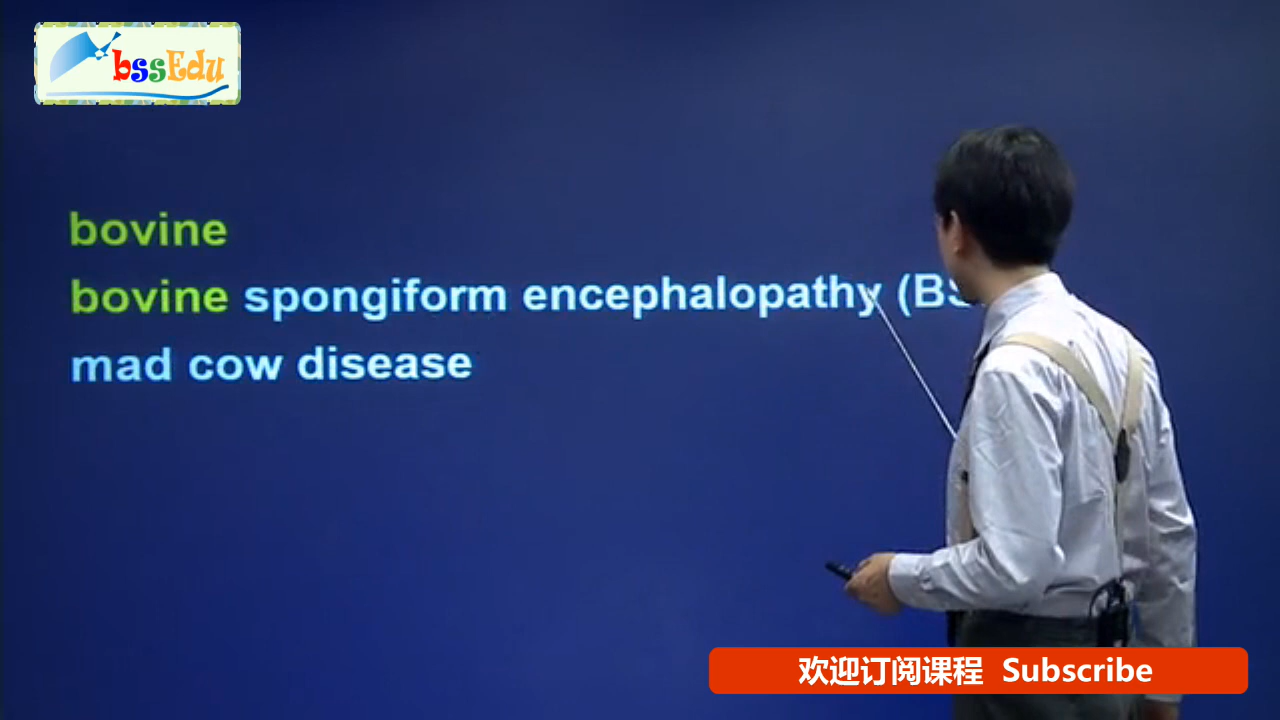 bssEdu
bovine
bovine spongiform encephalopathy (BS
mad cow disease
欢迎订阅课程 Subscribe